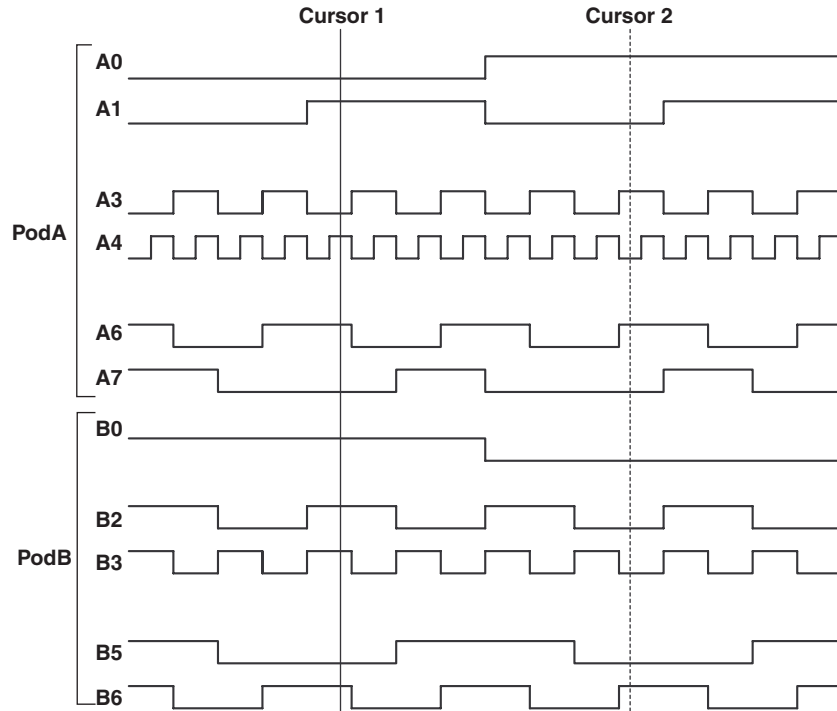 Cursor 1 Cursor 2
A0
A1
A3
PodA
A4
A6
A7
B0
B2
B3
PodB
B5
B6